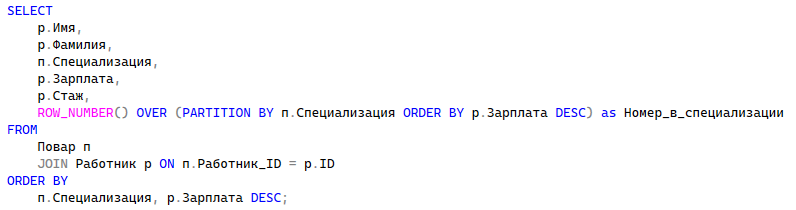 SELECT
р.Имя,
р.Фамилия,
п.Специализация,
р.Зарплата,
р.Стаж,
ROW_NUMBER() OVER (PARTITION BY п.Специализация ORDER BY р.Зарплата DESC) as Номер_в_специализации
FROM
Повар п
JOIN Работник р ON п.Работник_ID = р.ID
ORDER BY
п.Специализация, р.Зарплата DESC;